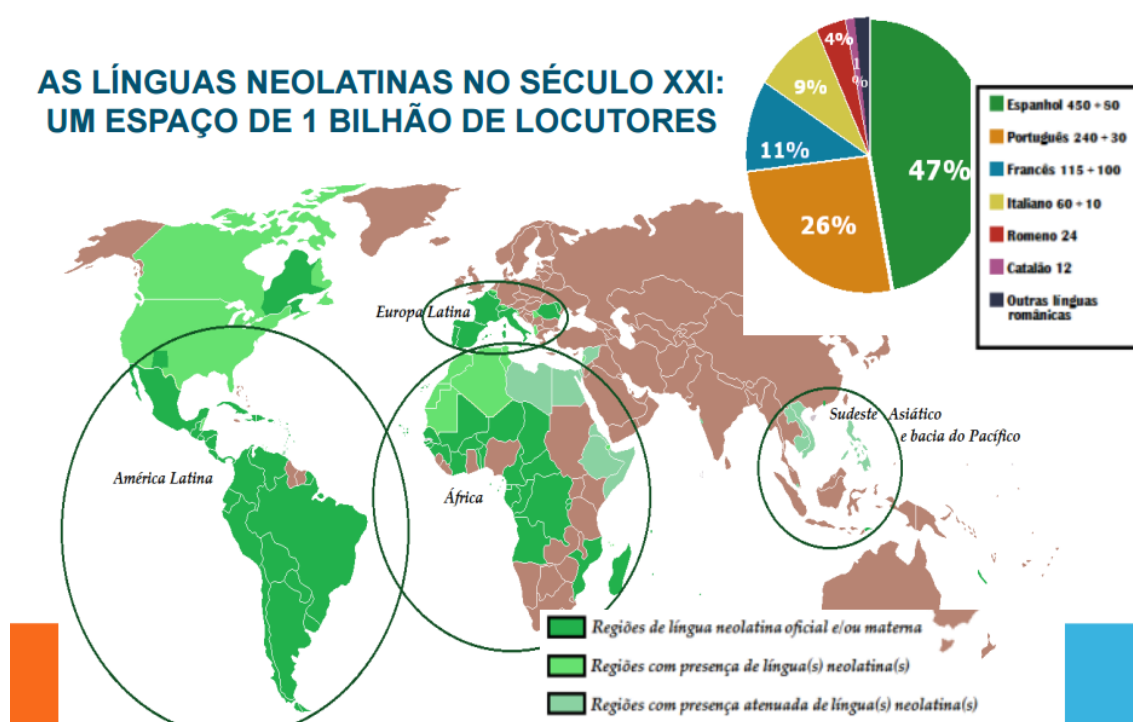 AS LÍNGUAS NEOLATINAS NO SÉCULO XXI:
UM ESPAÇO DE 1 BILHÃO DE LOCUTORES
4%
1%
9%
11%
47%
26%
Espanhol 450 + 80
Português 240 + 30
Francês 115 + 100
Italiano 60 + 10
Romeno 24
Catalão 12
Outras línguas
românicas
Europa Latina
Sudeste Asiático
e bacia do Pacífico
América Latina
África
Regiões de língua neolatina oficial e/ou materna
Regiões com presença de língua(s) neolatina(s)
Regiões com presença atenuada de língua(s) neolatina(s)